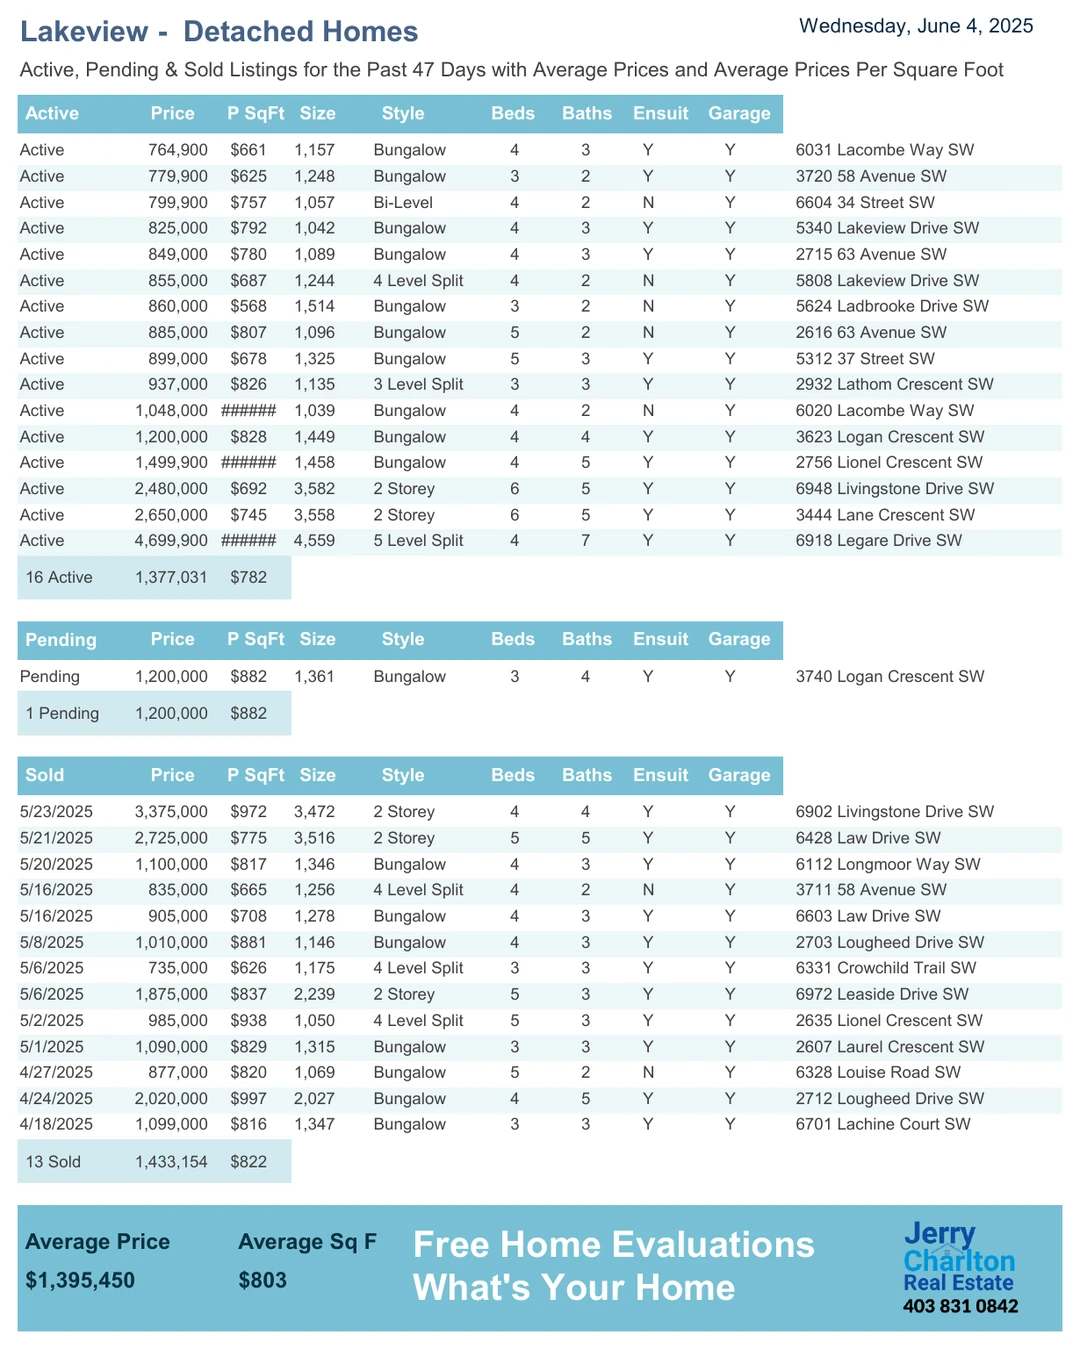 Lakeview - Detached Homes Wednesday, June 4, 2025
Active, Pending & Sold Listings for the Past 47 Days with Average Prices and Average Prices Per Square Foot
Active Price P SqFt Size Style Beds Baths Ensuit Garage
Active 764,900 $661 1,157 Bungalow 4 3 Y Y 6031 Lacombe Way SW
Active 779,900 $625 1,248 Bungalow 3 2 Y Y 3720 58 Avenue SW
Active 799,900 $757 1,057 Bi-Level 4 2 N Y 6604 34 Street SW
Active 825,000 $792 1,042 Bungalow 4 3 Y Y 5340 Lakeview Drive SW
Active 849,000 $780 1,089 Bungalow 4 3 Y Y 2715 63 Avenue SW
Active 855,000 $687 1,244 4 Level Split 4 2 N Y 5808 Lakeview Drive SW
Active 860,000 $568 1,514 Bungalow 3 2 N Y 5624 Ladbrooke Drive SW
Active 885,000 $807 1,096 Bungalow 5 2 N Y 2616 63 Avenue SW
Active 899,000 $678 1,325 Bungalow 5 3 Y Y 5312 37 Street SW
Active 937,000 $826 1,135 3 Level Split 3 3 Y Y 2932 Lathom Crescent SW
Active 1,048,000 ###### 1,039 Bungalow 4 2 N Y 6020 Lacombe Way SW
Active 1,200,000 $828 1,449 Bungalow 4 4 Y Y 3623 Logan Crescent SW
Active 1,499,900 ###### 1,458 Bungalow 4 5 Y Y 2756 Lionel Crescent SW
Active 2,480,000 $692 3,582 2 Storey 6 5 Y Y 6948 Livingstone Drive SW
Active 2,650,000 $745 3,558 2 Storey 6 5 Y Y 3444 Lane Crescent SW
Active 4,699,900 ###### 4,559 5 Level Split 4 7 Y Y 6918 Legare Drive SW
16 Active 1,377,031 $782
Pending Price P SqFt Size Style Beds Baths Ensuit Garage
Pending 1,200,000 $882 1,361 Bungalow 3 4 Y Y 3740 Logan Crescent SW
1 Pending 1,200,000 $882
Sold Price P SqFt Size Style Beds Baths Ensuit Garage
5/23/2025 3,375,000 $972 3,472 2 Storey 4 4 Y Y 6902 Livingstone Drive SW
5/21/2025 2,725,000 $775 3,516 2 Storey 5 5 Y Y 6428 Law Drive SW
5/20/2025 1,100,000 $817 1,346 Bungalow 4 3 Y Y 6112 Longmoor Way SW
5/16/2025 835,000 $665 1,256 4 Level Split 4 2 N Y 3711 58 Avenue SW
5/16/2025 905,000 $708 1,278 Bungalow 4 3 Y Y 6603 Law Drive SW
5/8/2025 1,010,000 $881 1,146 Bungalow 4 3 Y Y 2703 Lougheed Drive SW
5/6/2025 735,000 $626 1,175 4 Level Split 3 3 Y Y 6331 Crowchild Trail SW
5/6/2025 1,875,000 $837 2,239 2 Storey 5 3 Y Y 6972 Leaside Drive SW
5/2/2025 985,000 $938 1,050 4 Level Split 5 3 Y Y 2635 Lionel Crescent SW
5/1/2025 1,090,000 $829 1,315 Bungalow 3 3 Y Y 2607 Laurel Crescent SW
4/27/2025 877,000 $820 1,069 Bungalow 5 2 N Y 6328 Louise Road SW
4/24/2025 2,020,000 $997 2,027 Bungalow 4 5 Y Y 2712 Lougheed Drive SW
4/18/2025 1,099,000 $816 1,347 Bungalow 3 3 Y Y 6701 Lachine Court SW
13 Sold 1,433,154 $822
Average Price Average Sq F
$1,395,450 $803
Free Home Evaluations
What's Your Home
Jerry
Charlton
Real Estate
403 831 0842